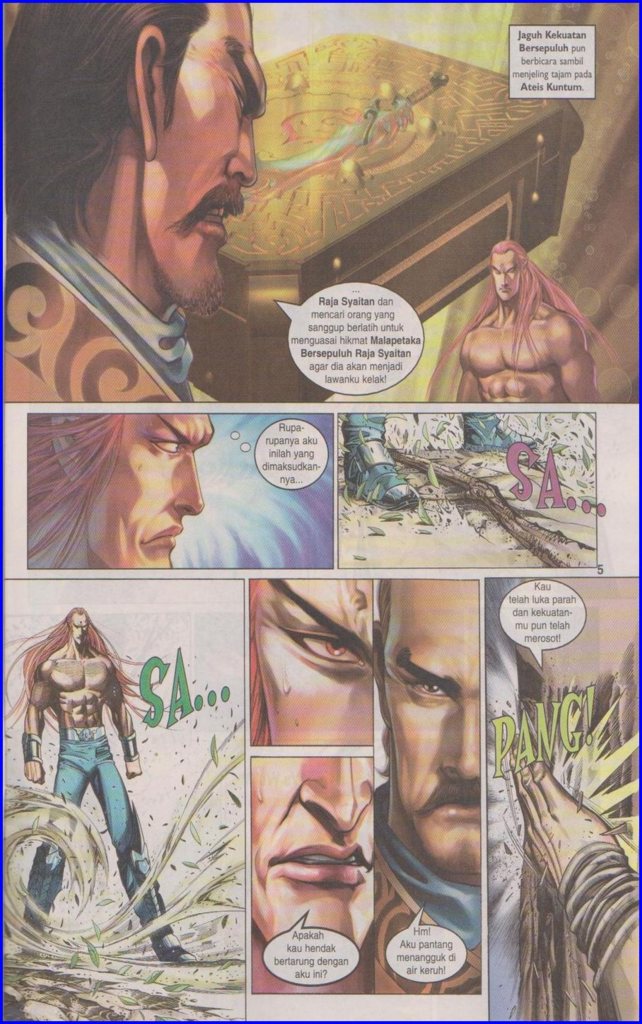 Jaguh Kekuatan
Bersepuluh pun
berbicara sambil
menjeling tajam pada
Ateis Kuntum.
...
Raja Syaitan dan
mencari orang yang
sanggup berlatih untuk
menguasai hikmat Malapetaka
Bersepuluh Raja Syaitan
agar dia akan menjadi
lawanku kelak!
Rupa-
rupanya aku
inilah yang
dimaksudkan-
nya...
SA...
5
SA...
Apakah
kau hendak
bertarung dengan
aku ini?
Hm!
Aku pantang
menangguk di
air keruh!
Kau
telah luka parah
dan kekuatan-
mu pun telah
merosot!
PANG!